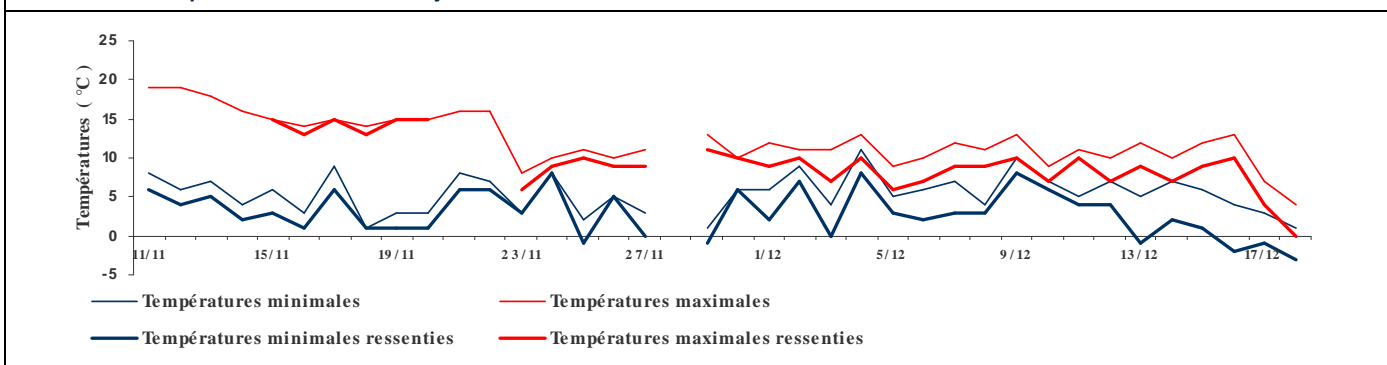 25
20
15
10
5
0
-5
Températures (°C)
11/11 15/11 19/11 23/11 27/11 1/12 5/12 9/12 13/12 17/12
Températures minimales Températures maximales
Températures minimales ressenties Températures maximales ressenties